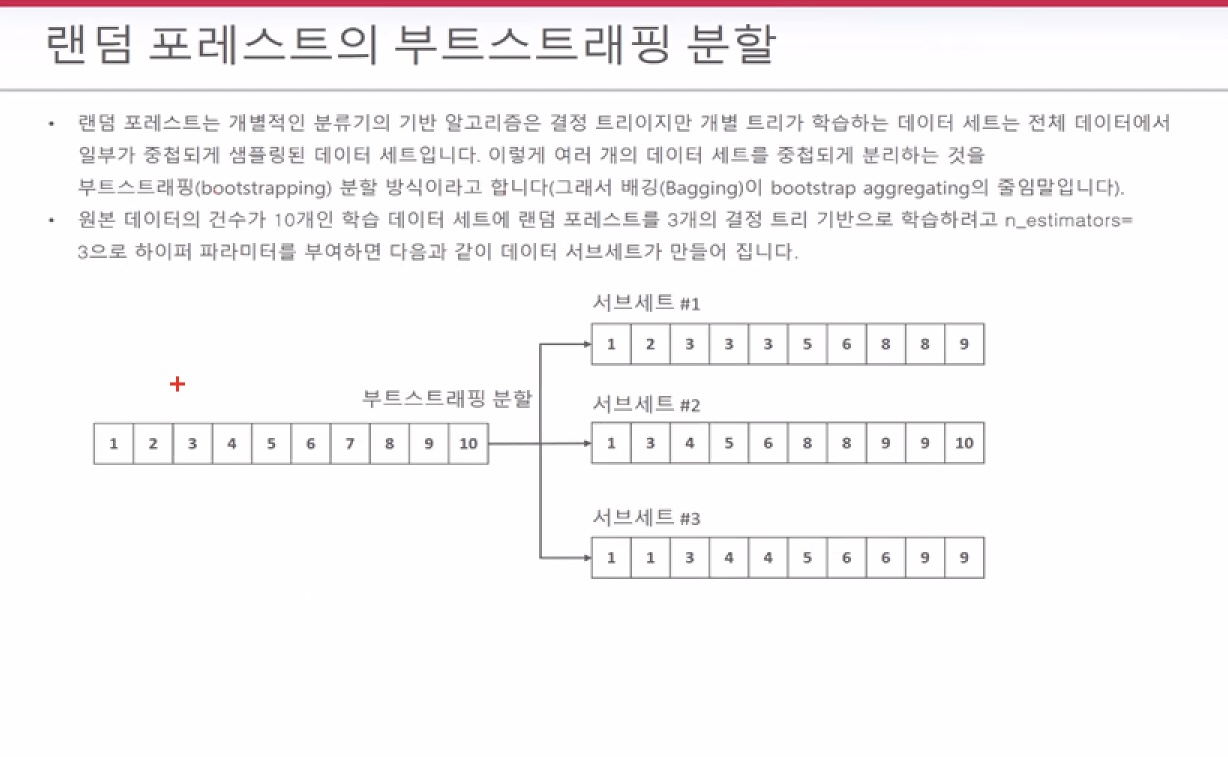 랜덤 포레스트의 부트스트래핑 분할
• 랜덤 포레스트는 개별적인 분류기의 기반 알고리즘은 결정 트리이지만 개별 트리가 학습하는 데이터 세트는 전체 데이터에서
일부가 중첩되게 샘플링된 데이터 세트입니다. 이렇게 여러 개의 데이터 세트를 중첩되게 분리하는 것을
부트스트래핑(bootstrapping) 분할 방식이라고 합니다(그래서 배깅(Bagging)이 bootstrap aggregating의 줄임말입니다).
• 원본 데이터의 건수가 10개인 학습 데이터 세트에 랜덤 포레스트를 3개의 결정 트리 기반으로 학습하려고 n_estimators=
3으로 하이퍼 파라미터를 부여하면 다음과 같이 데이터 서브세트가 만들어 집니다.
서브세트 #1
1 2 3 3 3 5 6 8 8 9
부트스트래핑 분할
1 2 3 4 5 6 7 8 9 10
서브세트 #2
1 3 4 5 6 8 8 9 9 10
서브세트 #3
1 1 3 4 4 5 6 6 9 9